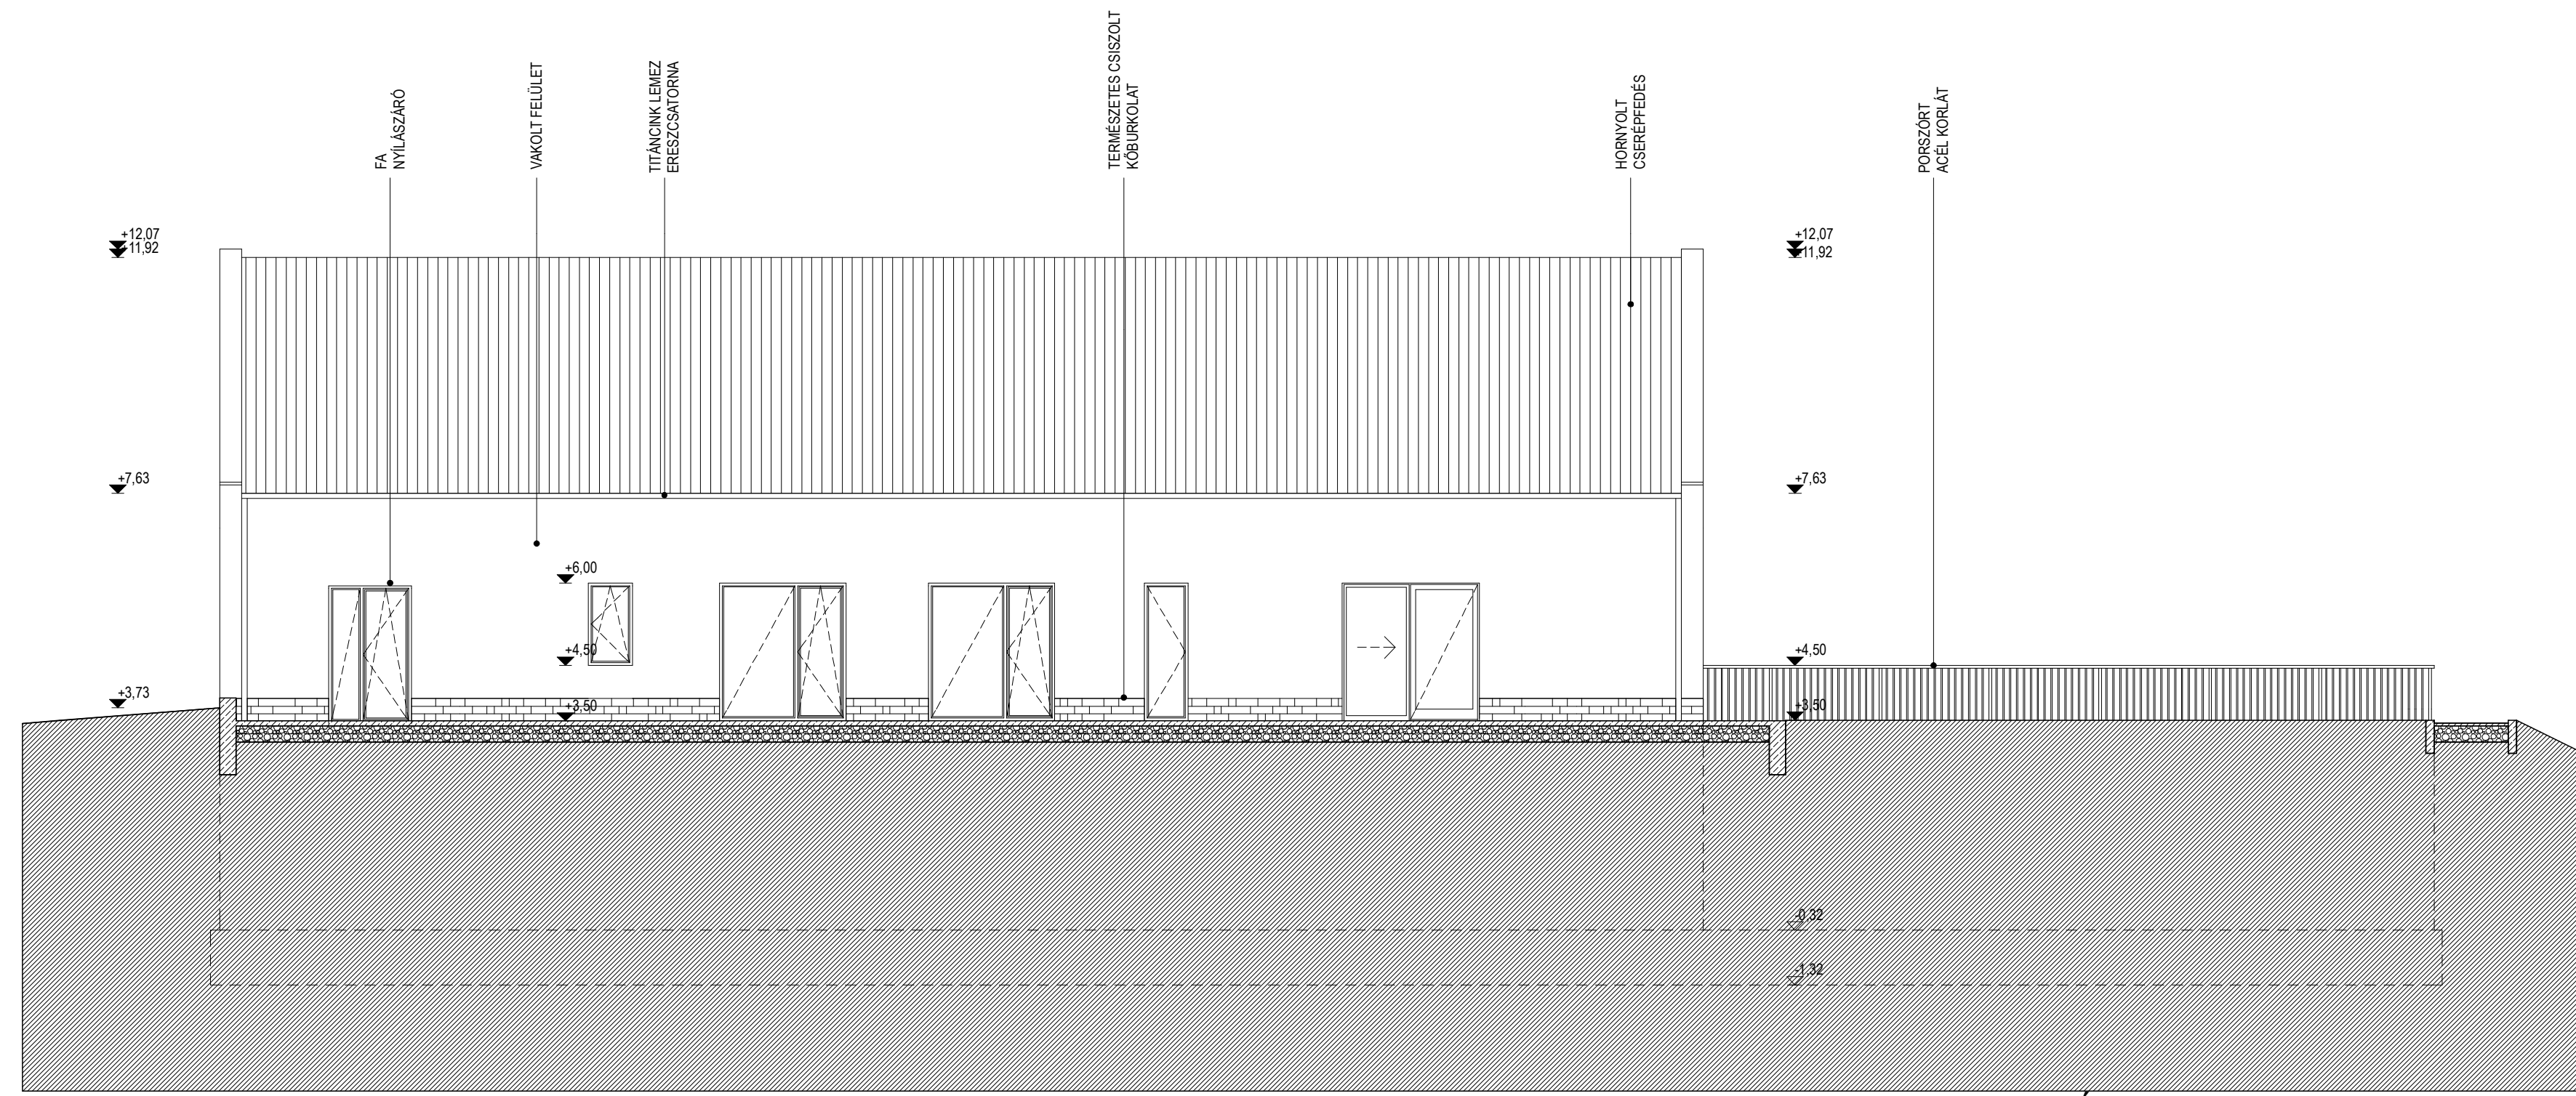 FA
NYÍLÁSZÁRÓ
VAKOLT FELÜLET
TITÁNCINK LEMEZ
ERESZCSATORNA
TERMÉSZETES CSISZOLT
KŐBURKOLAT
HORNYOLT
CSERÉPFEDÉS
PORSZÓRT
ACÉL KORLÁT
+12,07
+11,92
+12,07
+11,92
+7,63
+7,63
+6,00
+4,50
+4,50
+3,73
+3,50
+3,50
-0,32
-1,32